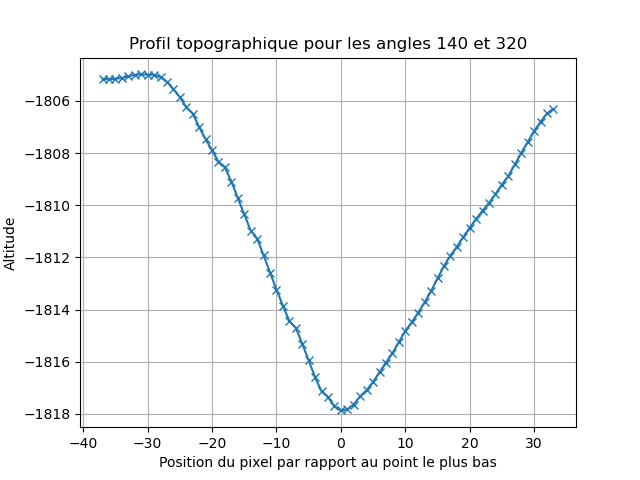 Profil topographique pour les angles 140 et 320
−1806
−1808
−1810
−1812
−1814
−1816
−1818
Altitude
−40 −30 −20 −10 0 10 20 30
Position du pixel par rapport au point le plus bas